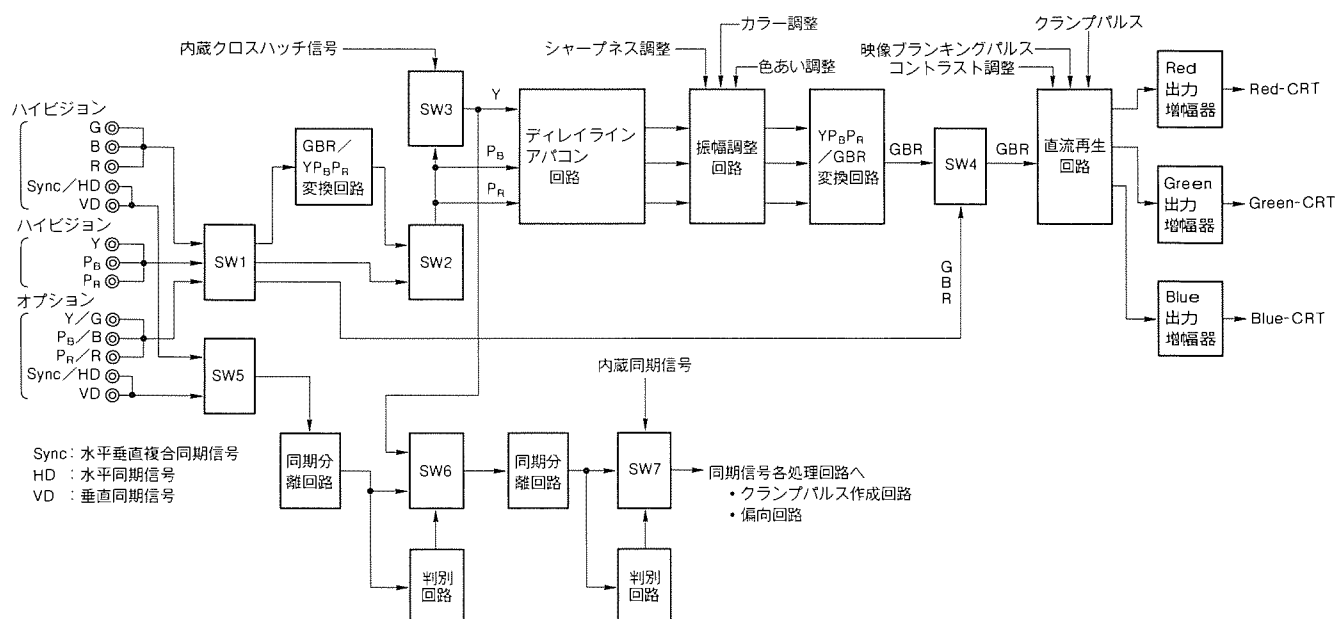 カラー調整
クランプパルス
内蔵クロスハッチ信号
シャープネス調整
映像ブランキングパルス
コントラスト調整
色あい調整
ハイビジョン
G
B
R
Sync/HD
VD
ハイビジョン
Y
PB
PR
オプション
Y/G
PB/B
PR/R
Sync/HD
VD
SW1
GBR/
YPBPR
変換回路
SW2
SW3
Y
PB
PR
ディレイライン
アパコン
回路
振幅調整
回路
YPBPR
/GBR
変換回路
GBR
SW4
GBR
直流再生
回路
Red
出力
増幅器
Red-CRT
Green
出力
増幅器
Green-CRT
Blue
出力
増幅器
Blue-CRT
G
B
R
SW5
内蔵同期信号
同期分
離回路
SW6
同期分
離回路
SW7
同期信号各処理回路へ
・クランプパルス作成回路
・偏向回路
判別
回路
判別
回路
Sync:水平垂直複合同期信号
HD :水平同期信号
VD :垂直同期信号